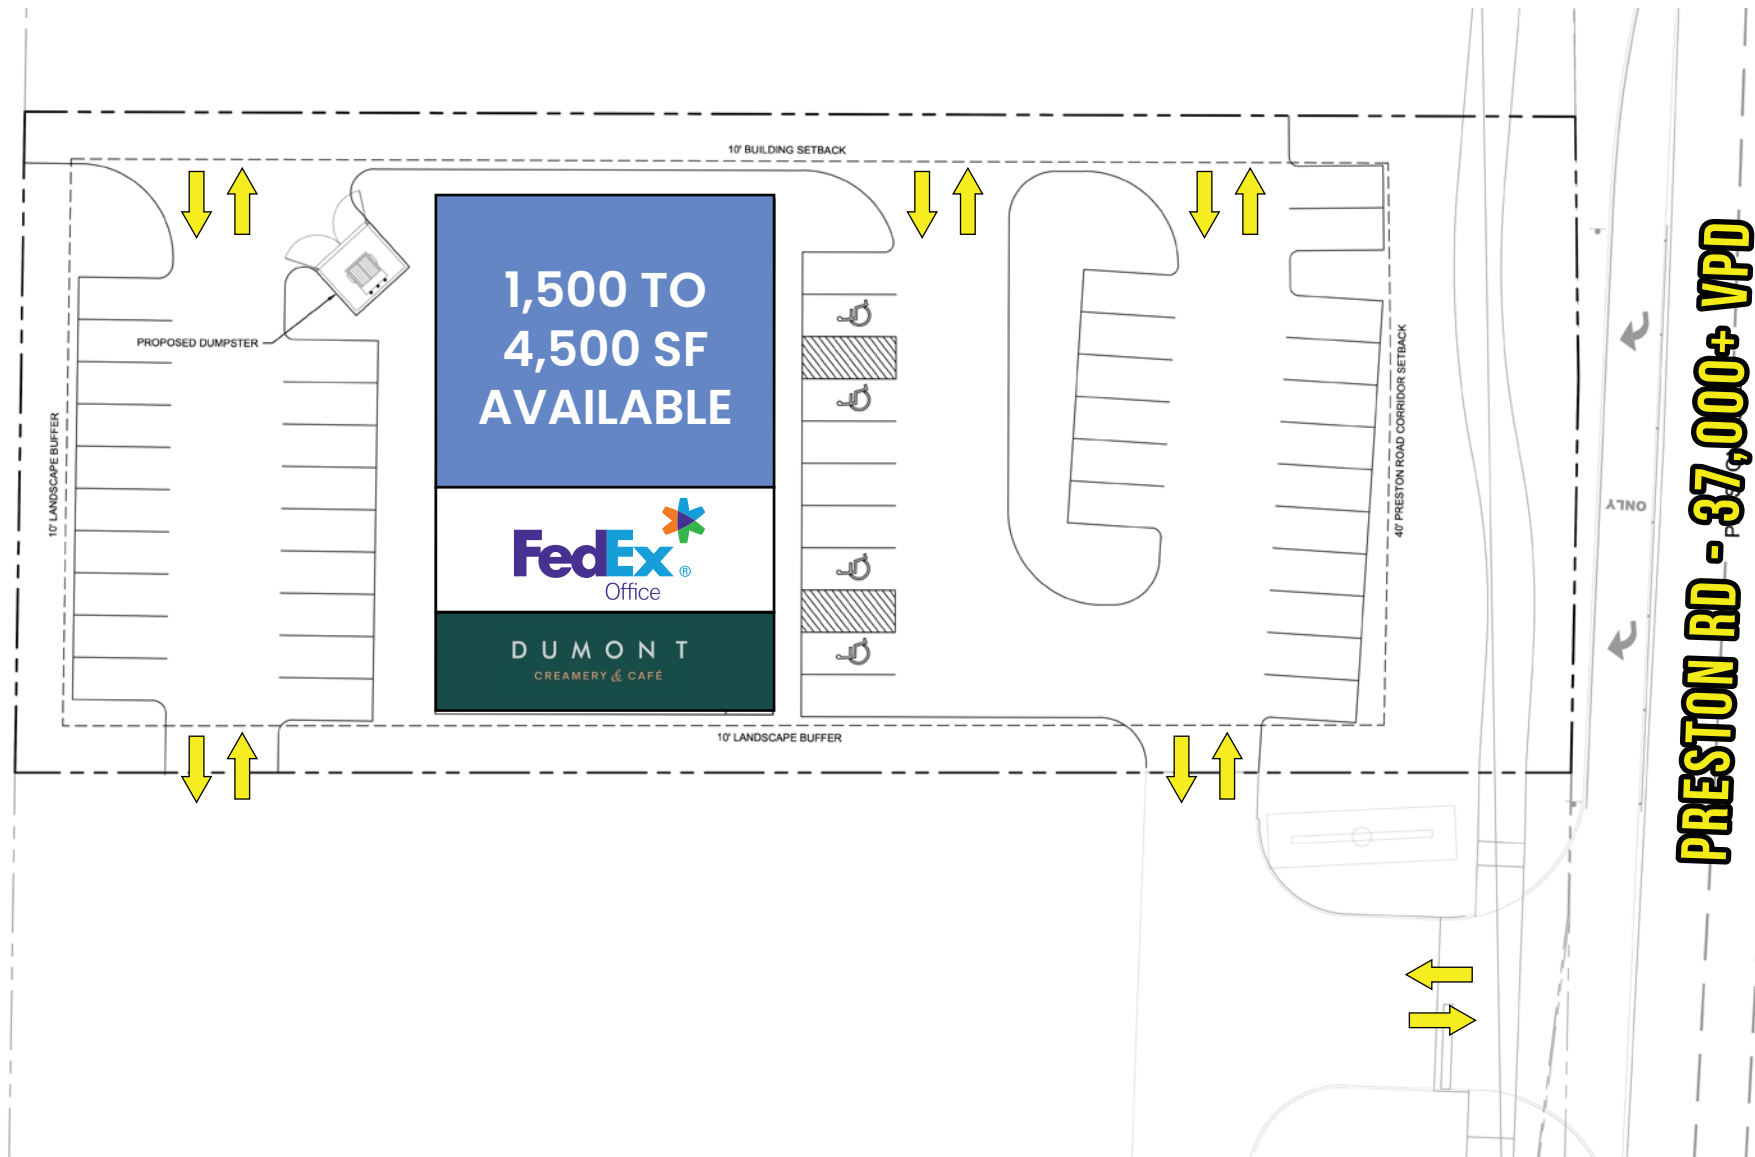 10' BUILDING SETBACK
1,500 TO
4,500 SF
AVAILABLE
PROPOSED DUMPSTER
10' LANDSCAPE BUFFER
FedEx®
Office
DUMONT
CREAMERY & CAFÉ
10' LANDSCAPE BUFFER
40' PRESTON ROAD CORRIDOR SETBACK
ONLY
PRESTON RD - 37,000+ VPD